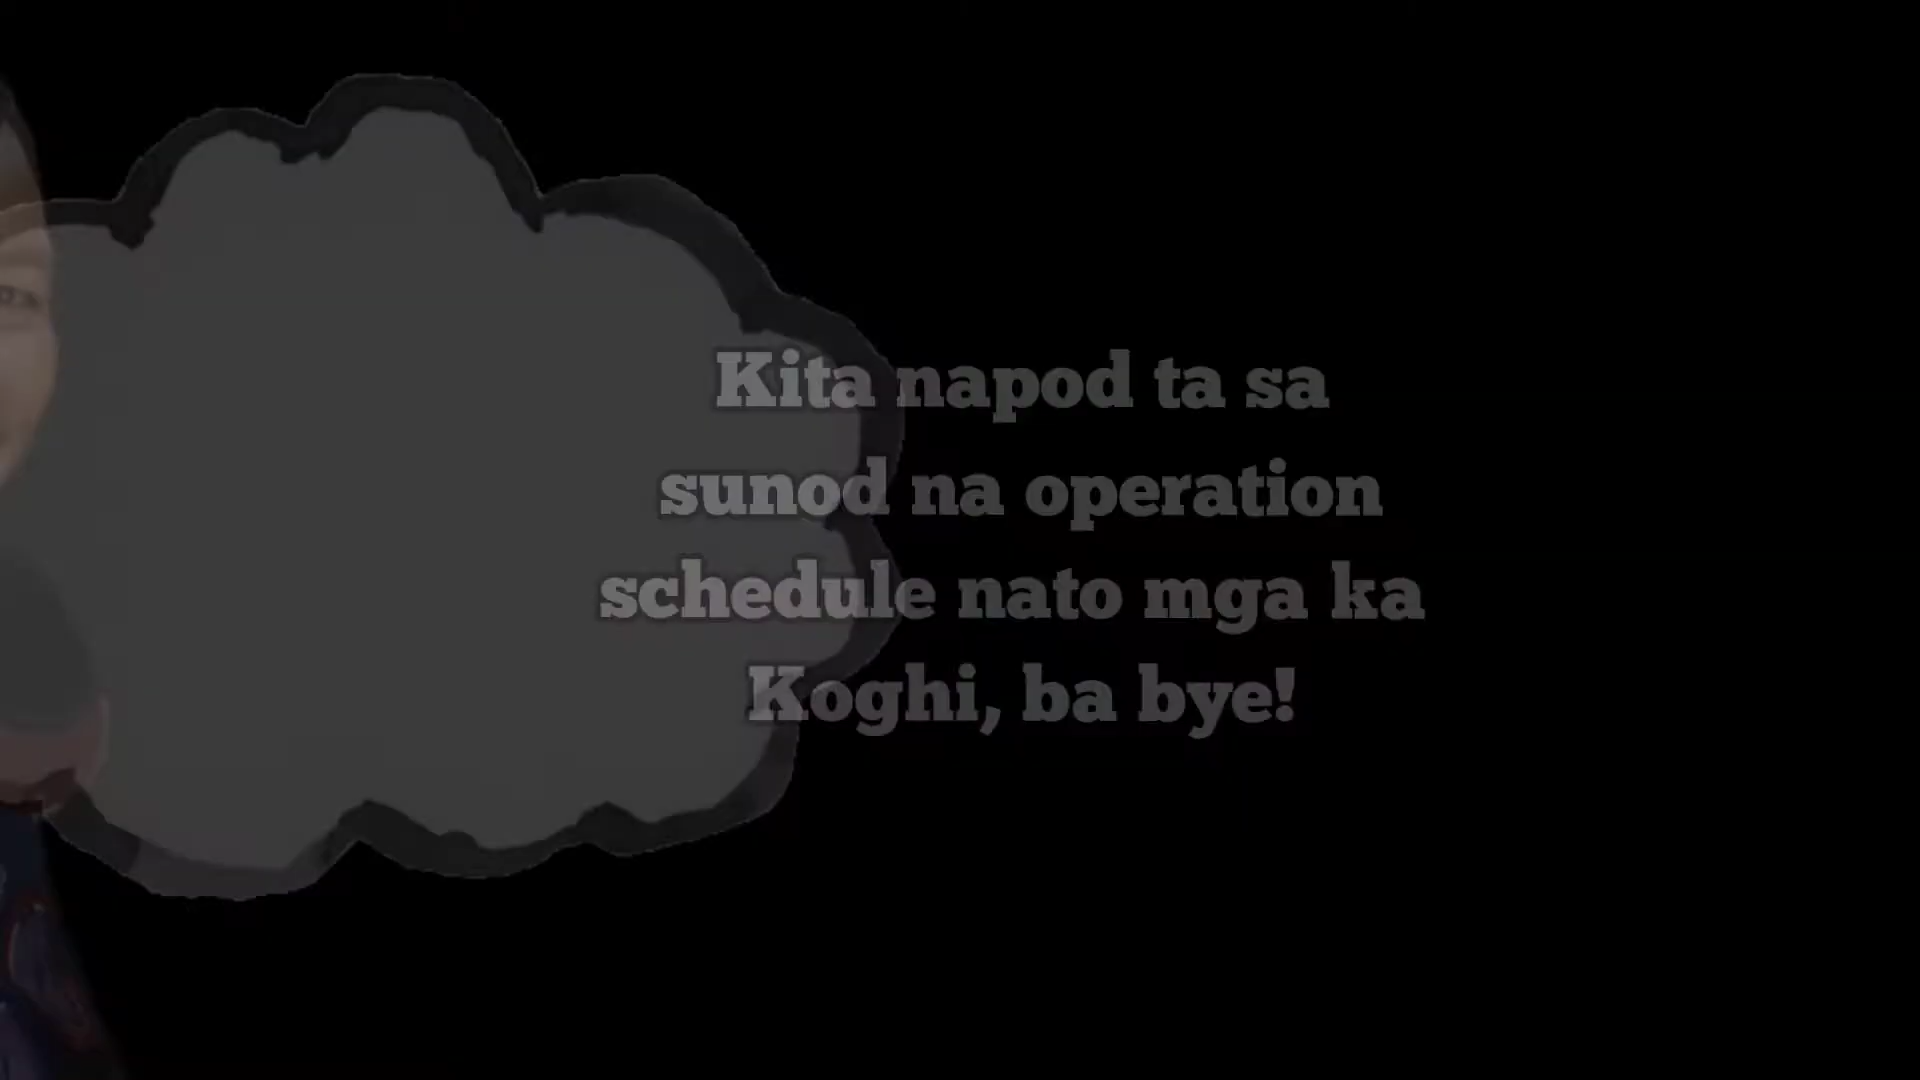 Kita napod ta sa
sunod na operation
schedule nato mga ka
Koghi, ba bye!